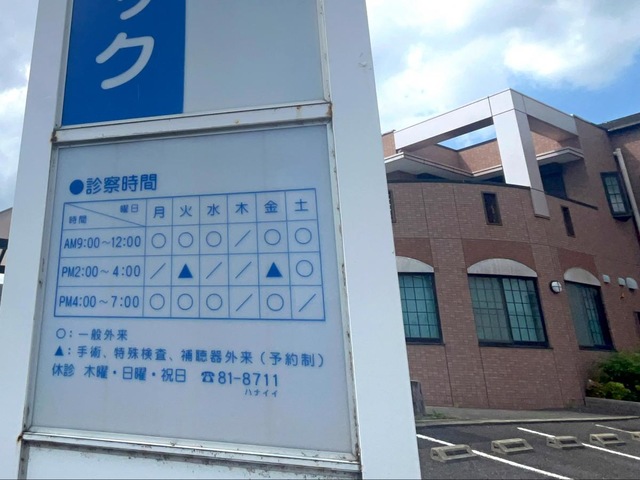 ック
●診察時間
時間 曜日 月 火 水 木 金 土
AM9:00～12:00 ○ ○ ○ ／ ○ ○
PM2:00～4:00 ／ ▲ ／ ／ ▲ ○
PM4:00～7:00 ○ ○ ○ ／ ○ ／
○：一般外来
▲：手術、特殊検査、補聴器外来（予約制）
休診 木曜・日曜・祝日 ☎81-8711
ハナイイ